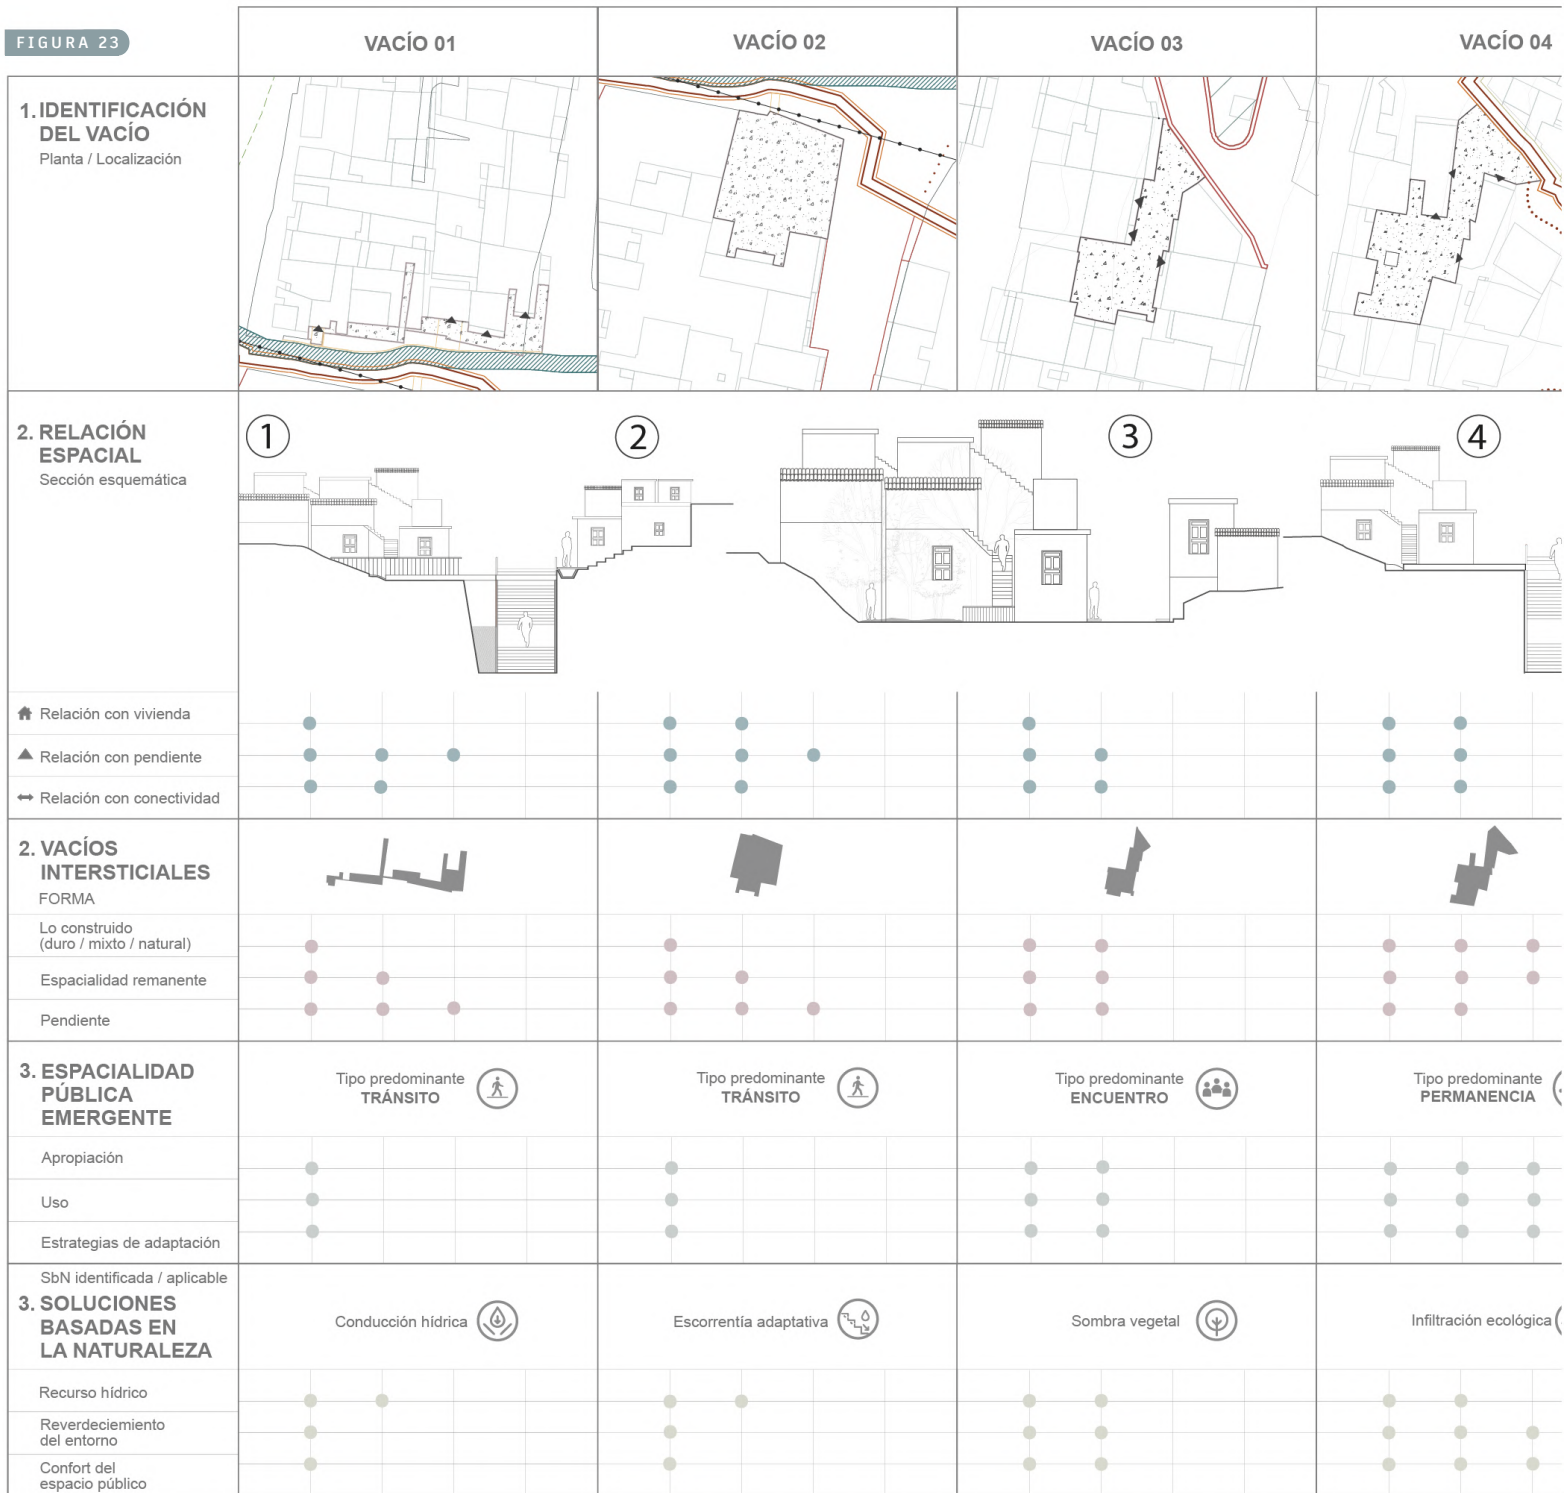 FIGURA 23
VACÍO 01
VACÍO 02
VACÍO 03
VACÍO 04
1. IDENTIFICACIÓN
DEL VACÍO
Planta / Localización
2. RELACIÓN
ESPACIAL
Sección esquemática
1
2
3
4
Relación con vivienda
Relación con pendiente
Relación con conectividad
2. VACÍOS
INTERSTICIALES
FORMA
Lo construido
(duro / mixto / natural)
Espacialidad remanente
Pendiente
3. ESPACIALIDAD
PÚBLICA
EMERGENTE
Tipo predominante
TRÁNSITO
Tipo predominante
TRÁNSITO
Tipo predominante
ENCUENTRO
Tipo predominante
PERMANENCIA
Apropiación
Uso
Estrategias de adaptación
SbN identificada / aplicable
3. SOLUCIONES
BASADAS EN
LA NATURALEZA
Conducción hídrica
Escorrentía adaptativa
Sombra vegetal
Infiltración ecológica
Recurso hídrico
Reverdeciemiento
del entorno
Confort del
espacio público